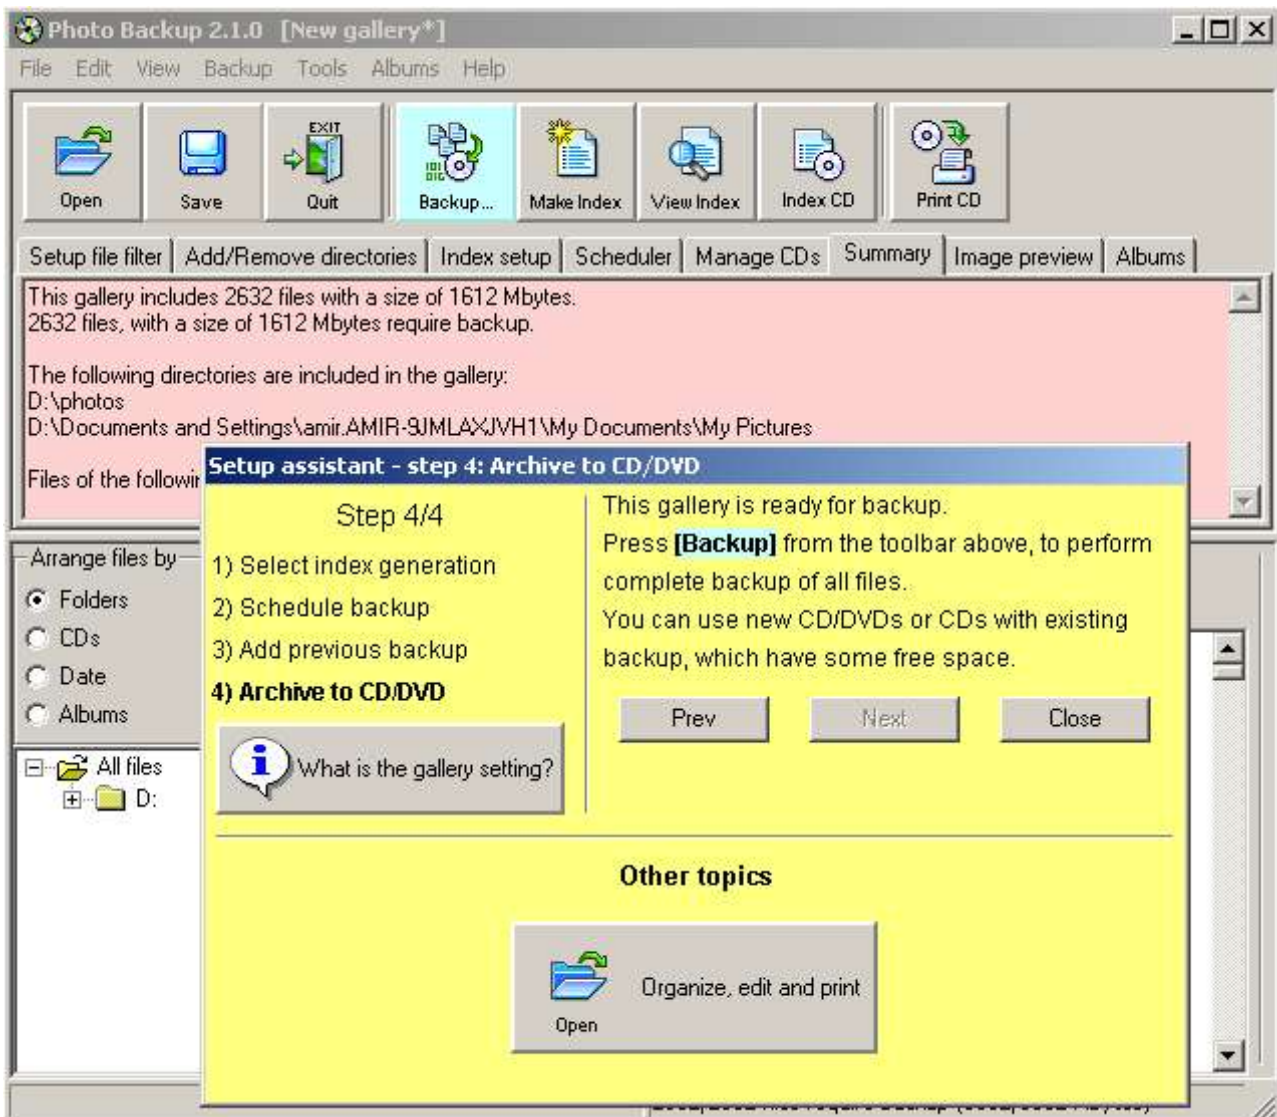 Photo Backup 2.1.0 [New gallery*]
File Edit View Backup Tools Albums Help
EXIT
Open Save Quit Backup... Make Index View Index Index CD Print CD
Setup file filter Add/Remove directories Index setup Scheduler Manage CDs Summary Image preview Albums
This gallery includes 2632 files with a size of 1612 Mbytes.
2632 files, with a size of 1612 Mbytes require backup.
The following directories are included in the gallery:
D:\photos
D:\Documents and Settings\amir.AMIR-9JMLAXJVH1\My Documents\My Pictures
Files of the
Setup assistant - step 4: Archive to CD/DVD
Step 4/4
1) Select index generation
2) Schedule backup
3) Add previous backup
4) Archive to CD/DVD
What is the gallery setting?
This gallery is ready for backup.
Press [Backup] from the toolbar above, to perform
complete backup of all files.
You can use new CD/DVDs or CDs with existing
backup, which have some free space.
Prev Next Close
Other topics
Open Organize, edit and print
Arrange files by
Folders
CDs
Date
Albums
All files
D: